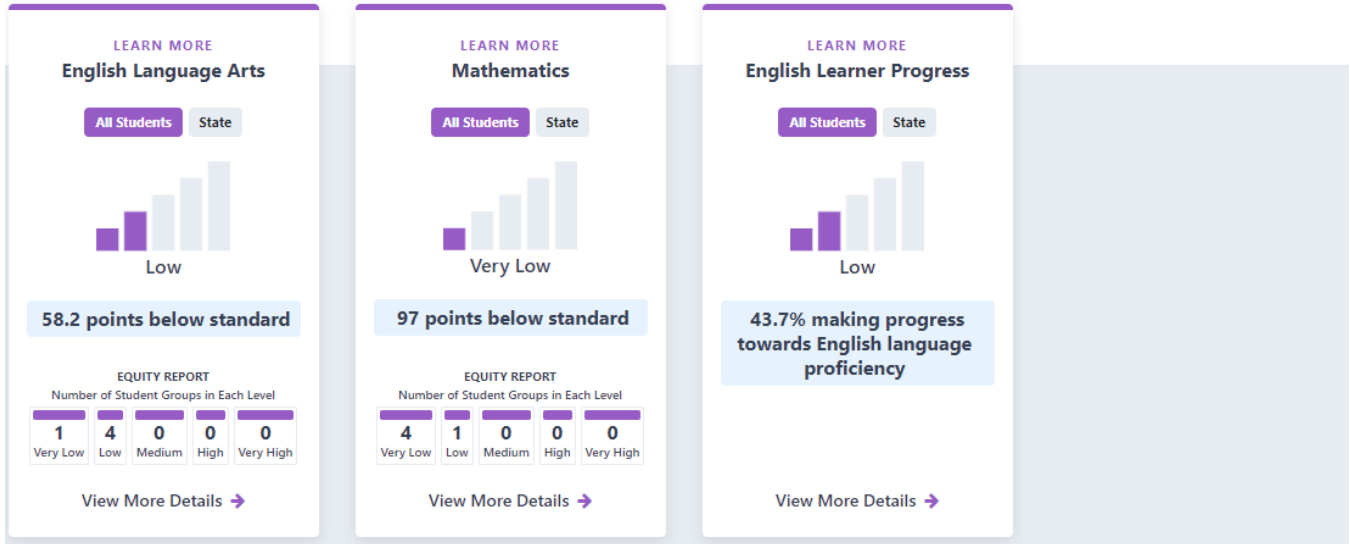 LEARN MORE
English Language Arts
All Students State
Low
58.2 points below standard
EQUITY REPORT
Number of Student Groups in Each Level
1 4 0 0 0
Very Low Low Medium High Very High
View More Details
LEARN MORE
Mathematics
All Students State
Very Low
97 points below standard
EQUITY REPORT
Number of Student Groups in Each Level
4 1 0 0 0
Very Low Low Medium High Very High
View More Details
LEARN MORE
English Learner Progress
All Students State
Low
43.7% making progress
towards English language
proficiency
View More Details